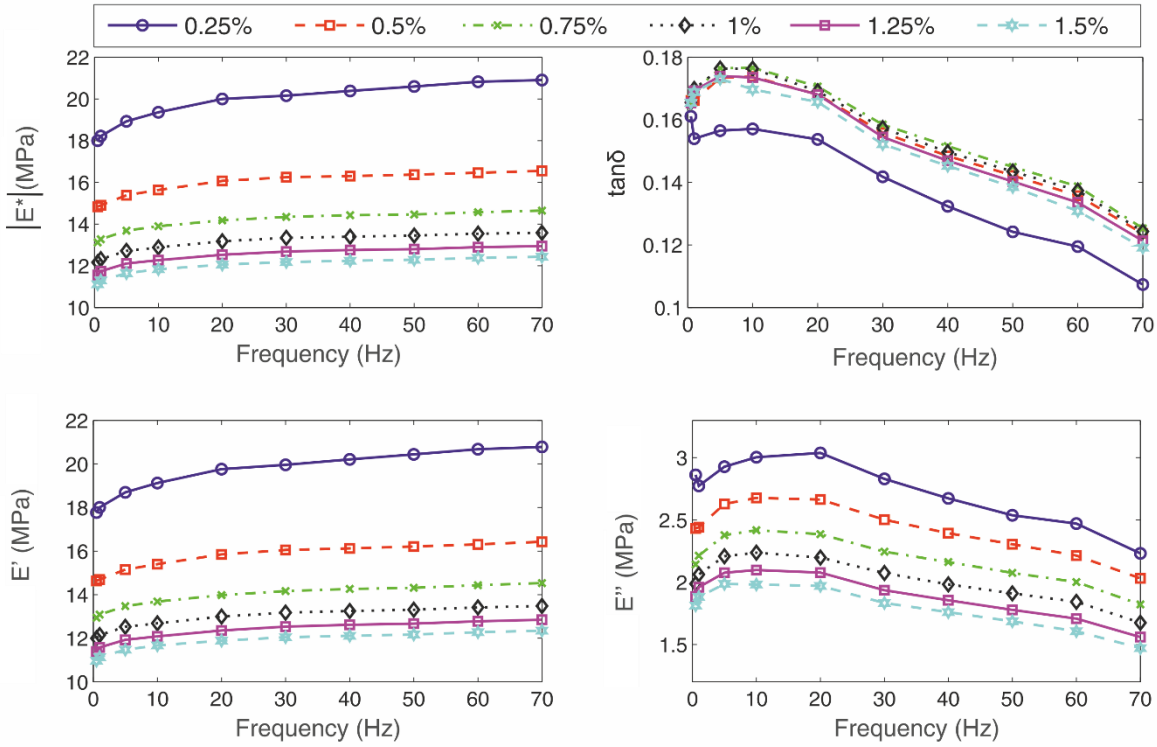 0.25% 0.5% 0.75% 1% 1.25% 1.5%
22
20
18
16
14
12
10
|E*|(MPa)
0 10 20 30 40 50 60 70
Frequency (Hz)
0.18
0.16
0.14
0.12
0.1
tanδ
0 10 20 30 40 50 60 70
Frequency (Hz)
22
20
18
16
14
12
10
E' (MPa)
0 10 20 30 40 50 60 70
Frequency (Hz)
3
2.5
2
1.5
E'' (MPa)
0 10 20 30 40 50 60 70
Frequency (Hz)